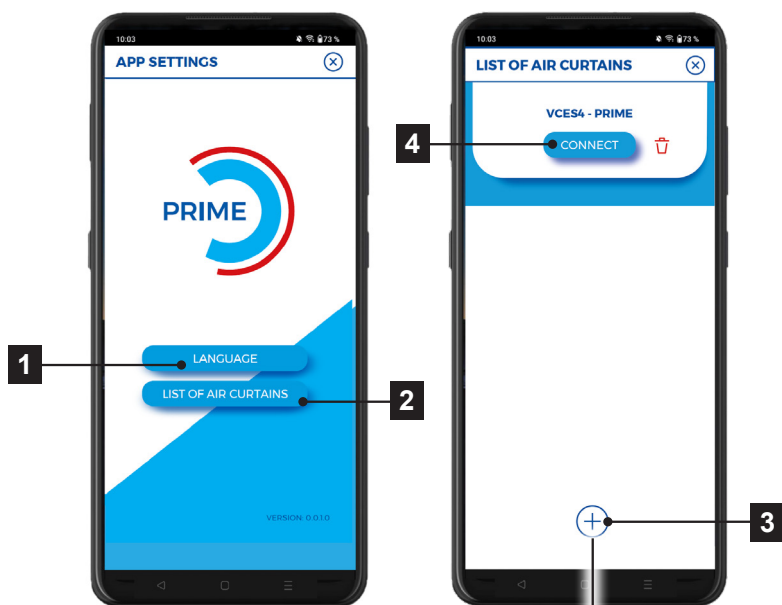 10:03
73 %
APP SETTINGS
PRIME
1
LANGUAGE
LIST OF AIR CURTAINS
2
VERSION: 0.0.1.0
10:03
73 %
LIST OF AIR CURTAINS
VCES4 - PRIME
4
CONNECT
3